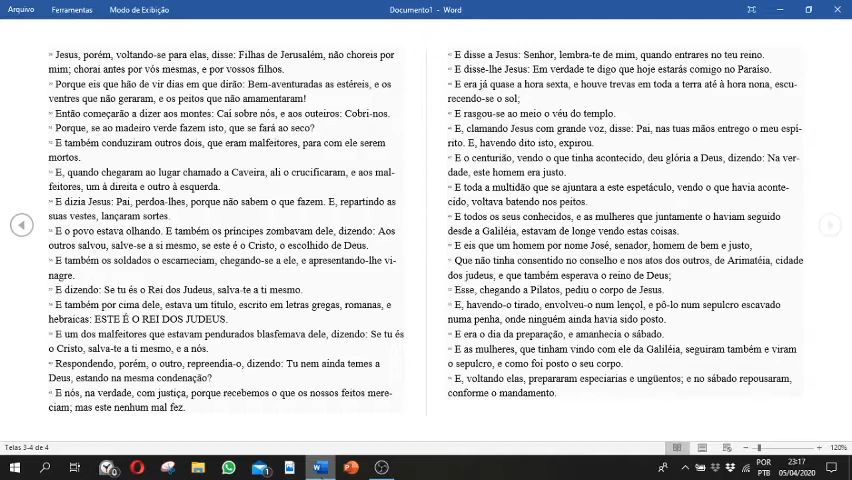 Arquivo Ferramentas Modo de Exibição Documento1 - Word
28 Jesus, porém, voltando-se para elas, disse: Filhas de Jerusalém, não choreis por
mim; chorai antes por vós mesmas, e por vossos filhos.
Porque eis que hão de vir dias em que dirão: Bem-aventuradas as estéreis, e os
ventres que não geraram, e os peitos que não amamentaram!
Então começarão a dizer aos montes: Caí sobre nós, e aos outeiros: Cobri-nos.
Porque, se ao madeiro verde fazem isto, que se fará ao seco?
E também conduziram outros dois, que eram malfeitores, para com ele serem
mortos.
E, quando chegaram ao lugar chamado a Caveira, ali o crucificaram, e aos mal-
feitores, um à direita e outro à esquerda.
E dizia Jesus: Pai, perdoa-lhes, porque não sabem o que fazem. E, repartindo as
suas vestes, lançaram sortes.
E o povo estava olhando. E também os príncipes zombavam dele, dizendo: Aos
outros salvou, salve-se a si mesmo, se este é o Cristo, o escolhido de Deus.
E também os soldados o escarneciam, chegando-se a ele, e apresentando-lhe vi-
nagre.
E dizendo: Se tu és o Rei dos Judeus, salva-te a ti mesmo.
E também por cima dele, estava um título, escrito em letras gregas, romanas, e
hebraicas: ESTE É O REI DOS JUDEUS.
E um dos malfeitores que estavam pendurados blasfemava dele, dizendo: Se tu és
o Cristo, salva-te a ti mesmo, e a nós.
Respondendo, porém, o outro, repreendia-o, dizendo: Tu nem ainda temes a
Deus, estando na mesma condenação?
E nós, na verdade, com justiça, porque recebemos o que os nossos feitos mere-
ciam; mas este nenhum mal fez.
E disse a Jesus: Senhor, lembra-te de mim, quando entrares no teu reino.
E disse-lhe Jesus: Em verdade te digo que hoje estarás comigo no Paraíso.
E era já quase a hora sexta, e houve trevas em toda a terra até à hora nona, escu-
recendo-se o sol;
E rasgou-se ao meio o véu do templo.
E, clamando Jesus com grande voz, disse: Pai, nas tuas mãos entrego o meu espí-
rito. E, havendo dito isto, expirou.
E o centurião, vendo o que tinha acontecido, deu glória a Deus, dizendo: Na ver-
dade, este homem era justo.
E toda a multidão que se ajuntara a este espetáculo, vendo o que havia aconte-
cido, voltava batendo nos peitos.
E todos os seus conhecidos, e as mulheres que juntamente o haviam seguido
desde a Galiléia, estavam de longe vendo estas coisas.
E eis que um homem por nome José, senador, homem de bem e justo,
Que não tinha consentido no conselho e nos atos dos outros, de Arimatéia, cidade
dos judeus, e que também esperava o reino de Deus;
Esse, chegando a Pilatos, pediu o corpo de Jesus.
E, havendo-o tirado, envolveu-o num lençol, e pô-lo num sepulcro escavado
numa penha, onde ninguém ainda havia sido posto.
E era o dia da preparação, e amanhecia o sábado.
E as mulheres, que tinham vindo com ele da Galiléia, seguiram também e viram
o sepulcro, e como foi posto o seu corpo.
E, voltando elas, prepararam especiarias e ungüentos; e no sábado repousaram,
conforme o mandamento.
Telas 3-4 de 4 120%
POR 23:17
PTB 05/04/2020